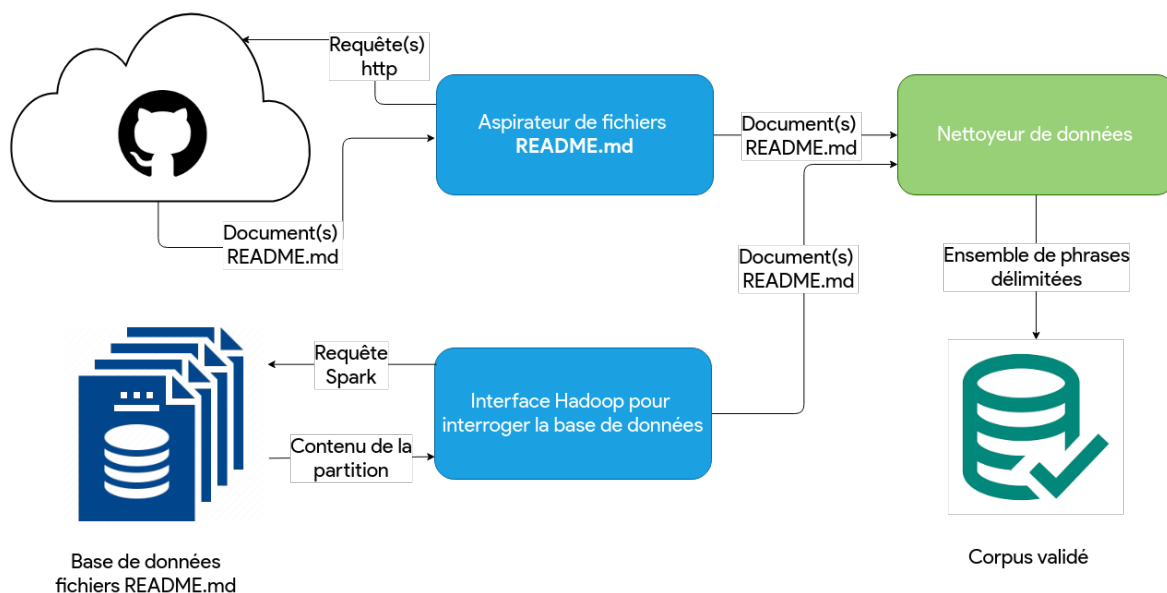 Requête(s)
http
Aspirateur de fichiers
README.md
Document(s)
README.md
Nettoyeur de données
Document(s)
README.md
Document(s)
README.md
Ensemble de phrases
délimitées
Requête
Spark
Interface Hadoop pour
interroger la base de données
Contenu de la
partition
Base de données
fichiers README.md
Corpus validé